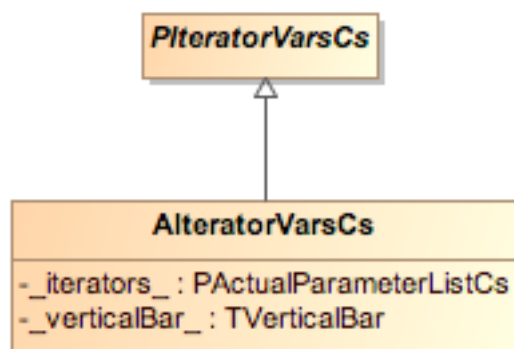 PIteratorVarsCs
AIteratorVarsCs
-_iterators_ : PActualParameterListCs
-_verticalBar_ : TVerticalBar